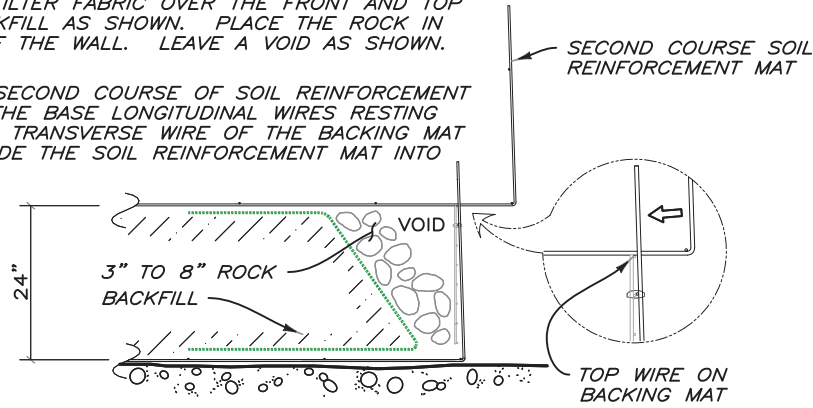 FILTER FABRIC OVER THE FRONT AND TOP
KFILL AS SHOWN. PLACE THE ROCK IN
THE WALL. LEAVE A VOID AS SHOWN.
SECOND COURSE OF SOIL REINFORCEMENT
THE BASE LONGITUDINAL WIRES RESTING
TRANSVERSE WIRE OF THE BACKING MAT
DE THE SOIL REINFORCEMENT MAT INTO
SECOND COURSE SOIL
REINFORCEMENT MAT
VOID
3" TO 8" ROCK
BACKFILL
24"
TOP WIRE ON
BACKING MAT